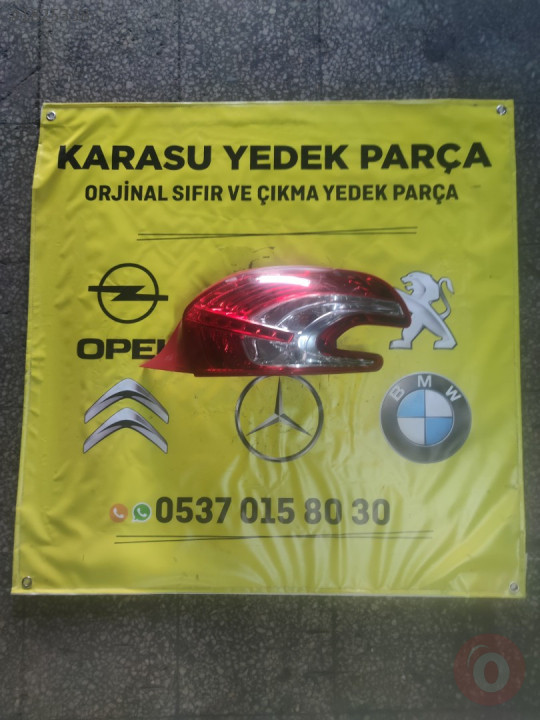 KARASU YEDEK PARÇA
ORJİNAL SIFIR VE ÇIKMA YEDEK PARÇA
OPEL
BMW
0537 015 80 30